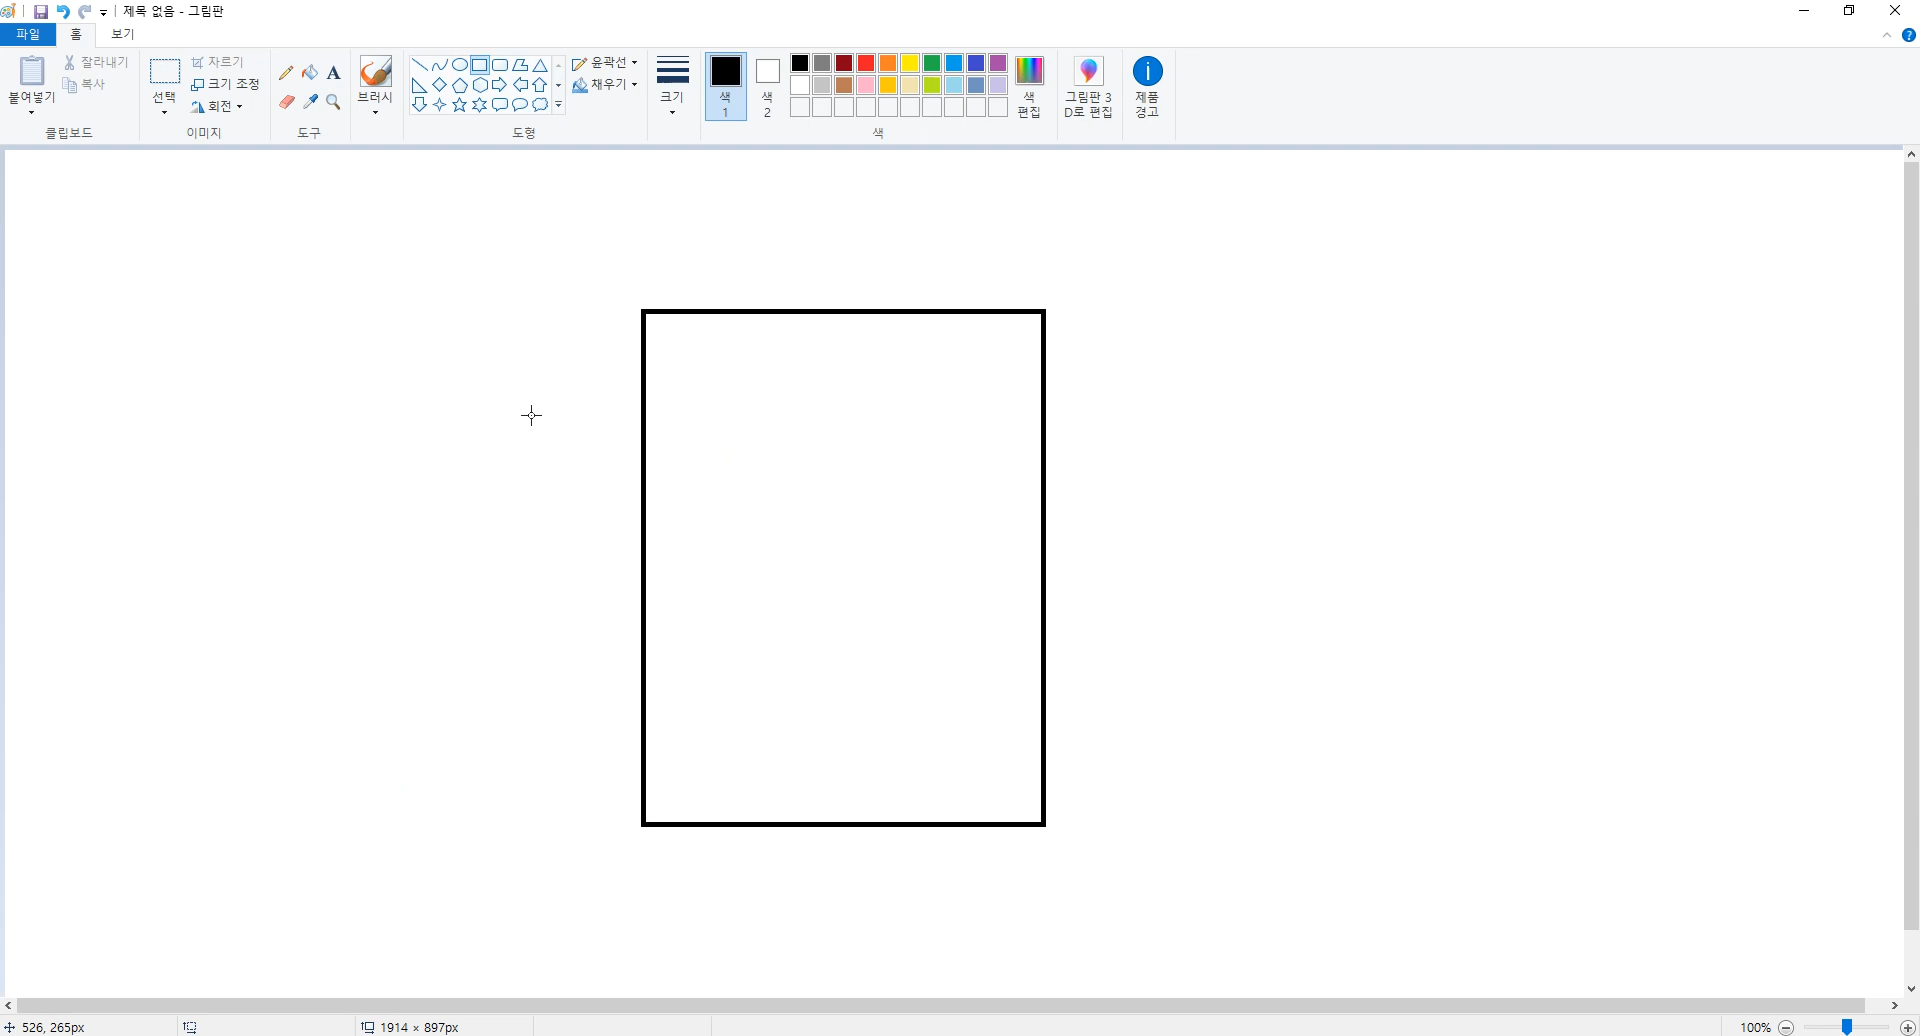 제목 없음 - 그림판
파일 홈 보기
붙여넣기
잘라내기
복사
클립보드
선택
자르기
크기 조정
회전
이미지
A
도구
브러시
도형
윤곽선
채우기
크기
색
1
색
2
색
편집
색
그림판 3
D로 편집
제품
경고
526, 265px
1914 × 897px
100%